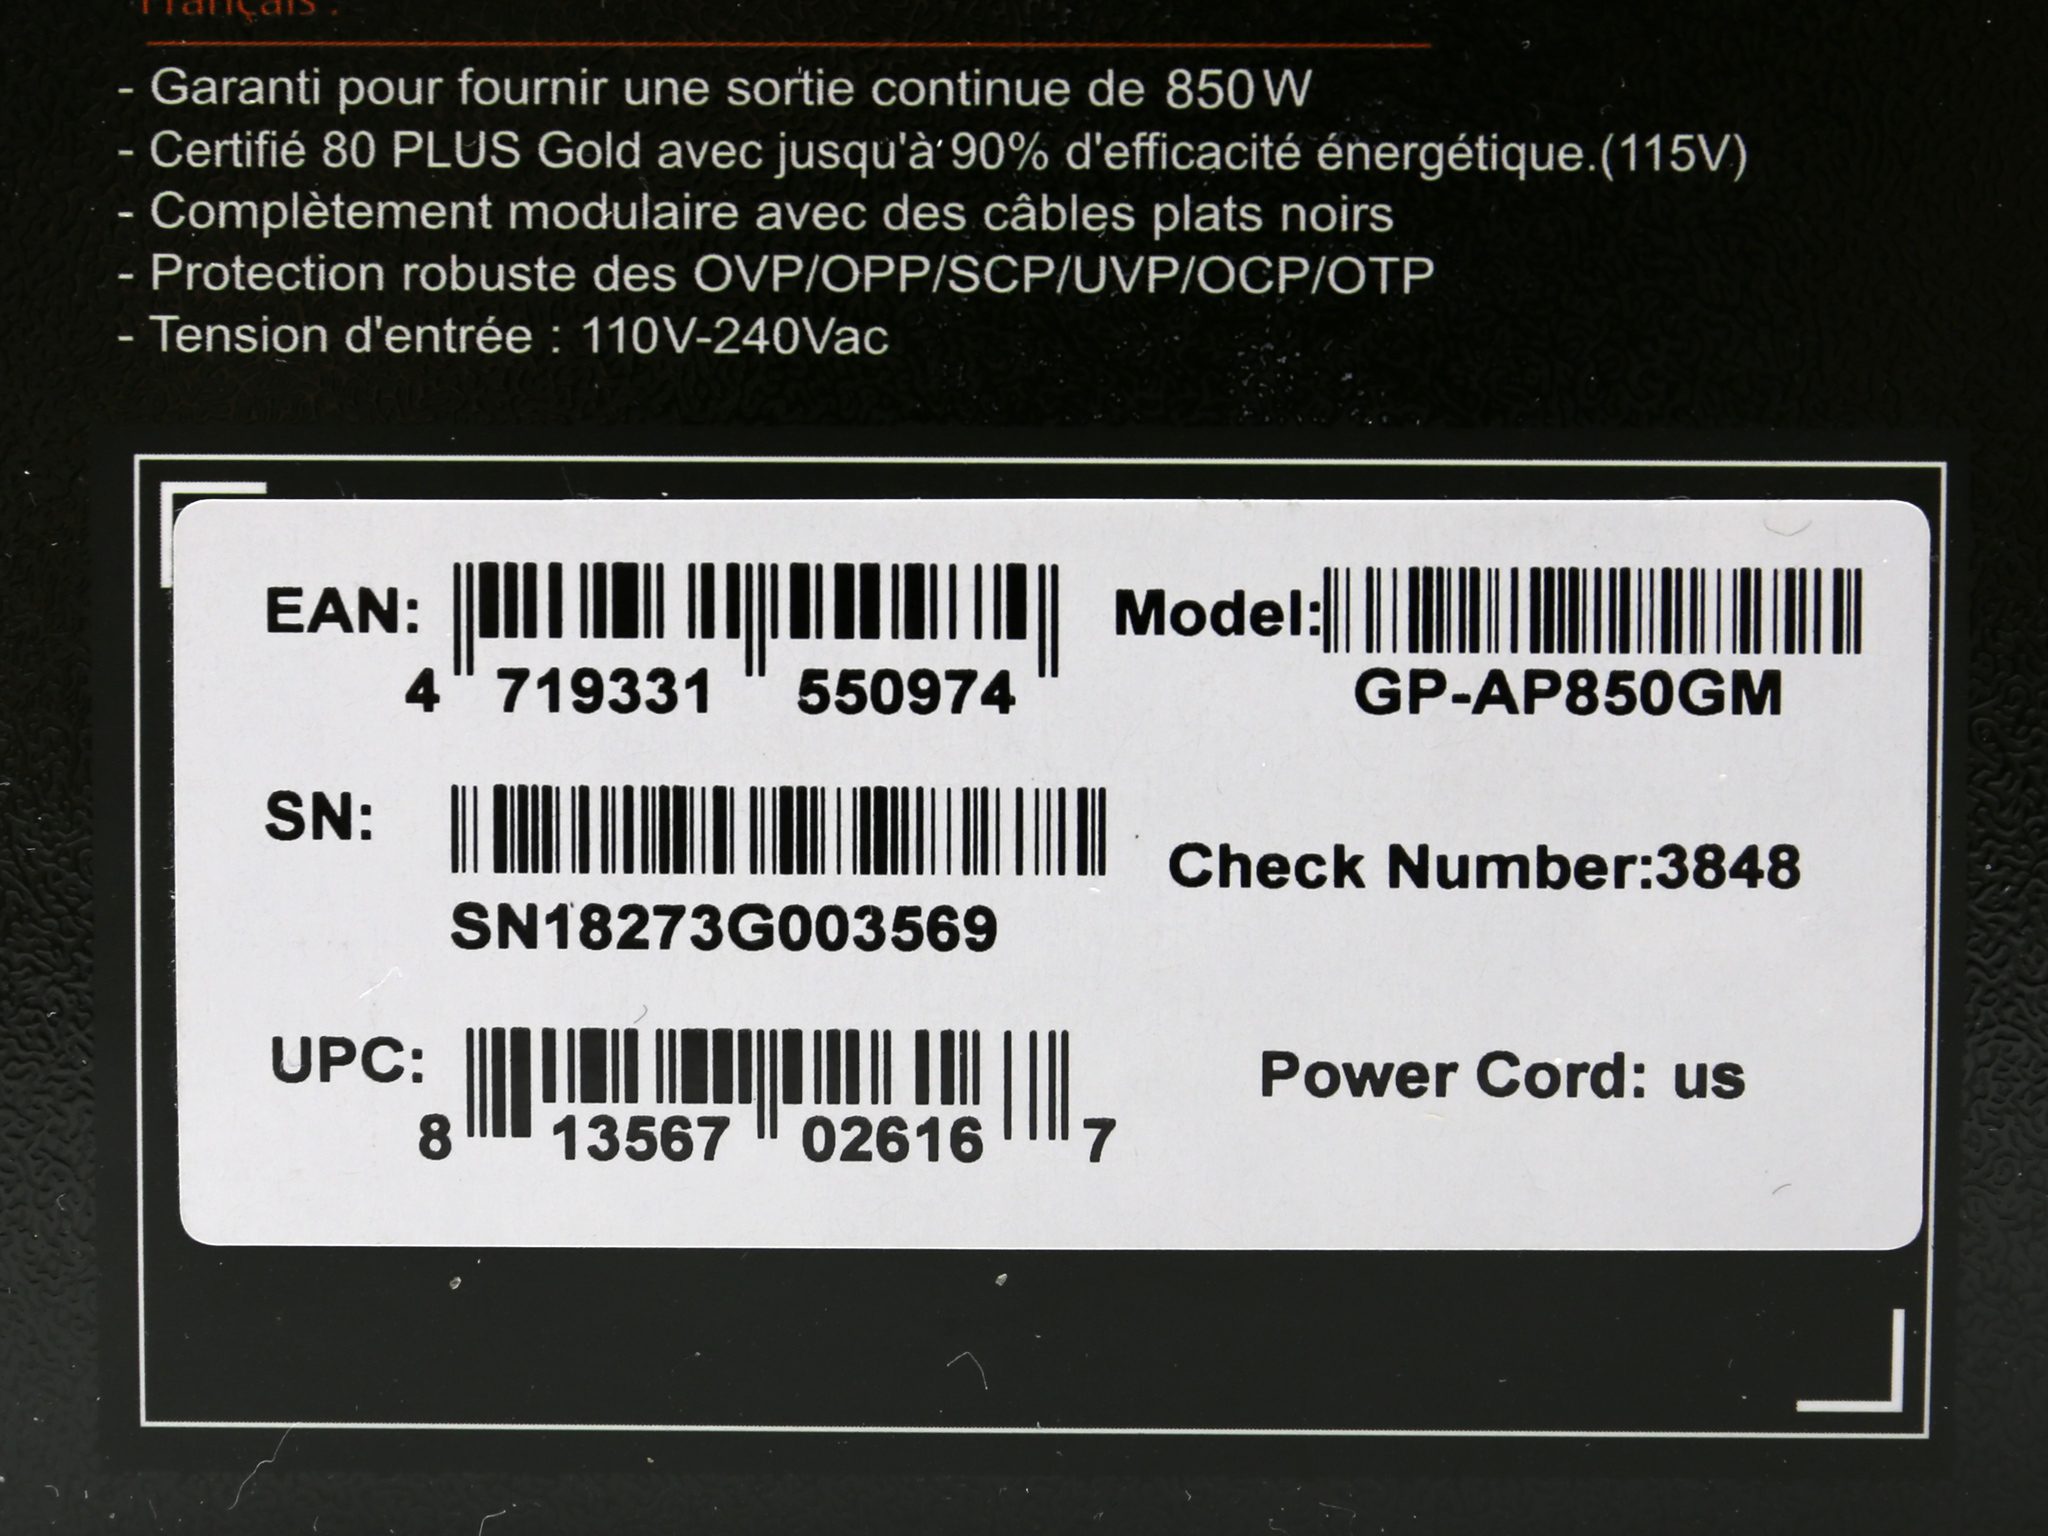 Français :
- Garanti pour fournir une sortie continue de 850W
- Certifié 80 PLUS Gold avec jusqu'à 90% d'efficacité énergétique.(115V)
- Complètement modulaire avec des câbles plats noirs
- Protection robuste des OVP/OPP/SCP/UVP/OCP/OTP
- Tension d'entrée : 110V-240Vac
EAN:
4 719331 550974
Model:
GP-AP850GM
SN:
SN18273G003569
Check Number:3848
UPC:
8 13567 02616 7
Power Cord: us